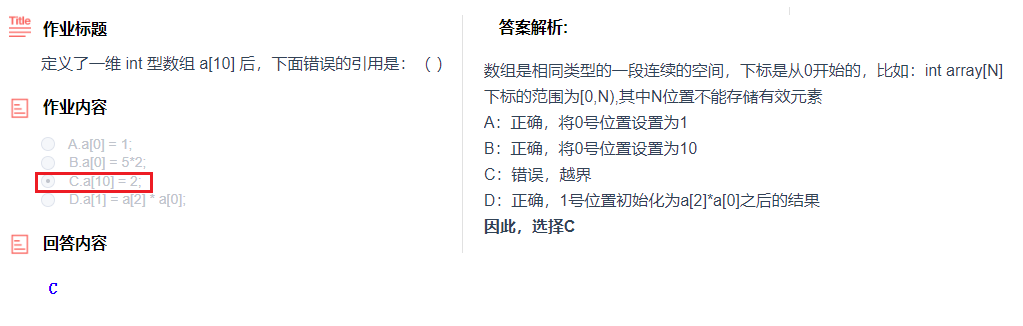 Title
作业标题
定义了一维 int 型数组 a[10] 后，下面错误的引用是：（ ）
作业内容
A.a[0] = 1;
B.a[0] = 5*2;
C.a[10] = 2;
D.a[1] = a[2] * a[0];
回答内容
C
答案解析:
数组是相同类型的一段连续的空间，下标是从0开始的，比如：int array[N]
下标的范围为[0,N),其中N位置不能存储有效元素
A：正确，将0号位置设置为1
B：正确，将0号位置设置为10
C：错误，越界
D：正确，1号位置初始化为a[2]*a[0]之后的结果
因此，选择C